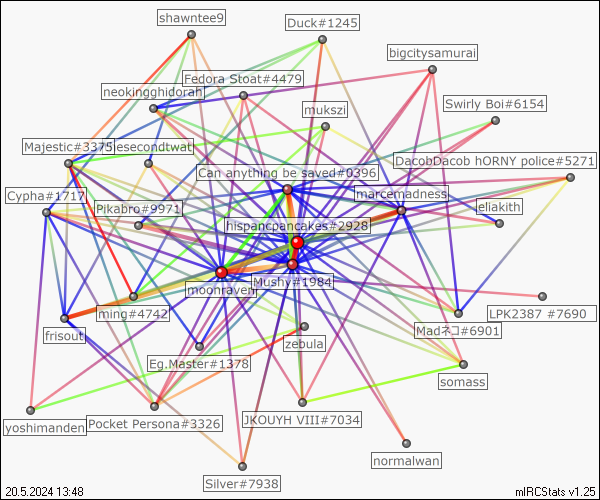 shawntee9
Duck#1245
bigcitysamurai
Fedora Stoat#4479
neokingghidorah
Swirly Boi#6154
mukszi
Majestic#3375
esecondtwat
DacobDacob hORNY police#5271
Can anything be saved#0396
Cypha#1717
marcemadness
Pikabro#9971
ellakith
hispancpancakes#2928
Mushy#1984
moonraven
ming#4742
LPK2387 #7690
frisout
Madネコ#6901
zebula
Eg.Master#1378
somass
yoshimanden
Pocket Persona#3326
JKOUYH VIII#7034
normalwan
Silver#7938
20.5.2024 13:48
mIRCStats v1.25